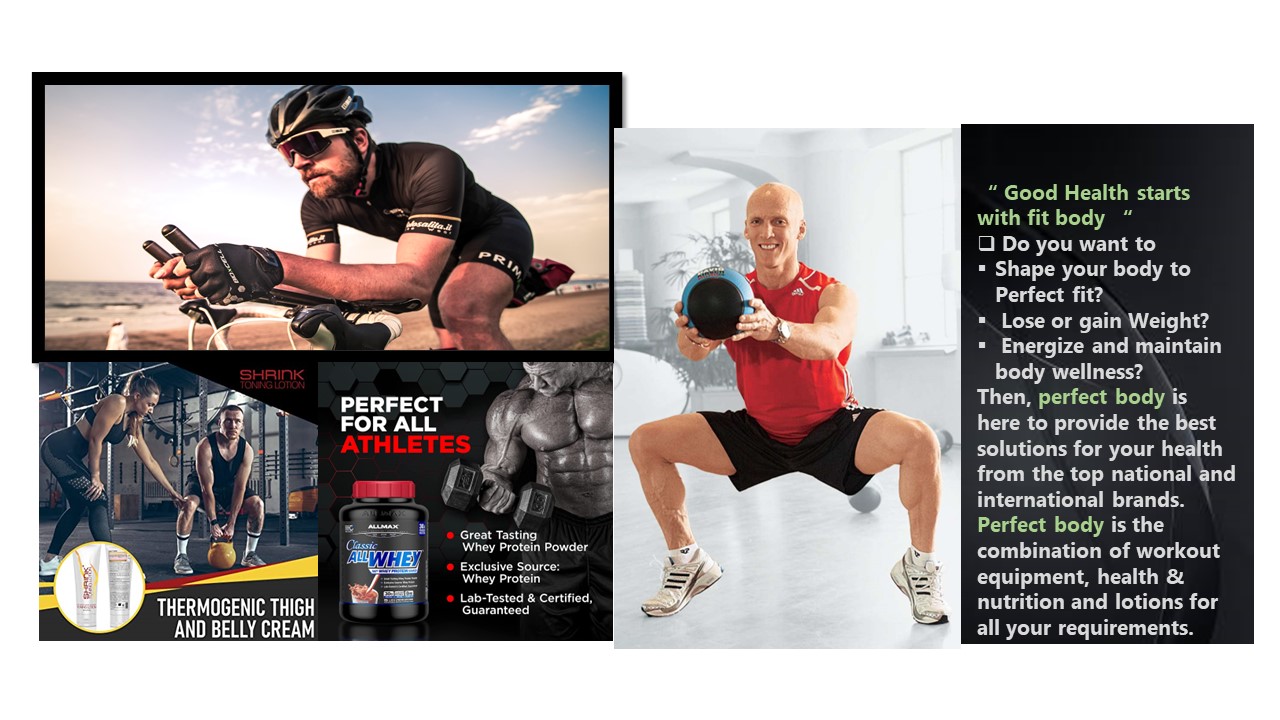 PRIM
SHRINK
TONING LOTION
THERMOGENIC THIGH
AND BELLY CREAM
PERFECT
FOR ALL
ATHLETES
ALLMAX
Classic
ALLWHEY
Great Tasting
Whey Protein Powder
Exclusive Source:
Whey Protein
Lab-Tested & Certified,
Guaranteed
“ Good Health starts
with fit body “
❑ Do you want to
▪ Shape your body to
Perfect fit?
▪ Lose or gain Weight?
▪ Energize and maintain
body wellness?
Then, perfect body is
here to provide the best
solutions for your health
from the top national and
international brands.
Perfect body is the
combination of workout
equipment, health &
nutrition and lotions for
all your requirements.